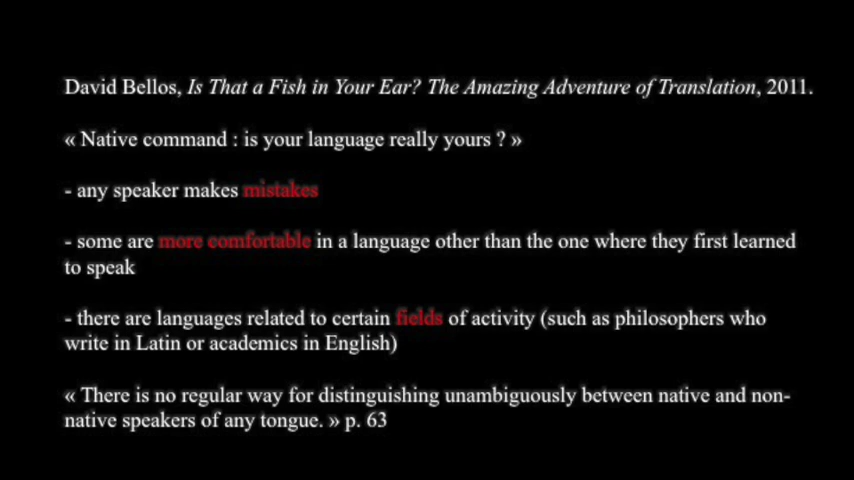 David Bellos, Is That a Fish in Your Ear? The Amazing Adventure of Translation, 2011.
« Native command : is your language really yours ? »
- any speaker makes mistakes
- some are more comfortable in a language other than the one where they first learned
to speak
- there are languages related to certain fields of activity (such as philosophers who
write in Latin or academics in English)
« There is no regular way for distinguishing unambiguously between native and non-
native speakers of any tongue. » p. 63